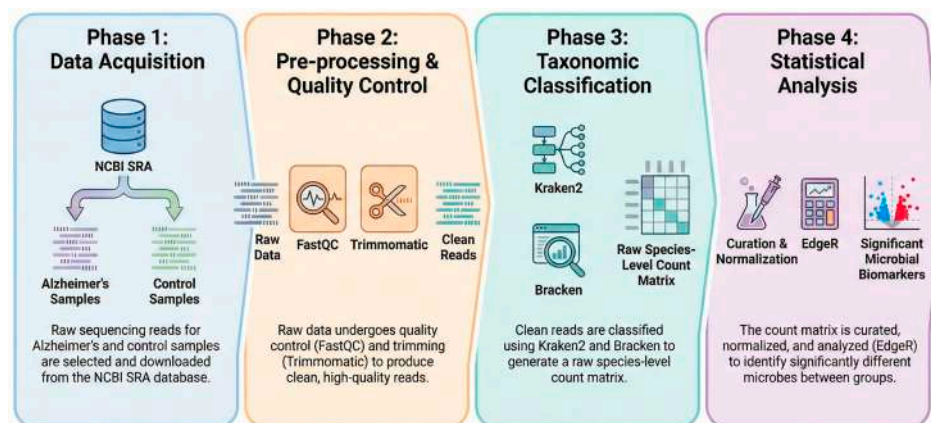 Phase 1:
Data Acquisition
NCBI SRA
Alzheimer's
Samples
Control
Samples
Raw sequencing reads for
Alzheimer's and control samples
are selected and downloaded
from the NCBI SRA database.
Phase 2:
Pre-processing &
Quality Control
Raw
Data
FastQC
Trimmomatic
Clean
Reads
Raw data undergoes quality
control (FastQC) and trimming
(Trimmomatic) to produce
clean, high-quality reads.
Phase 3:
Taxonomic
Classification
Kraken2
Bracken
Raw Species-
Level Count
Matrix
Clean reads are classified
using Kraken2 and Bracken to
generate a raw species-level
count matrix.
Phase 4:
Statistical
Analysis
Curation &
Normalization
EdgeR
Significant
Microbial
Biomarkers
The count matrix is curated,
normalized, and analyzed (EdgeR)
to identify significantly different
microbes between groups.